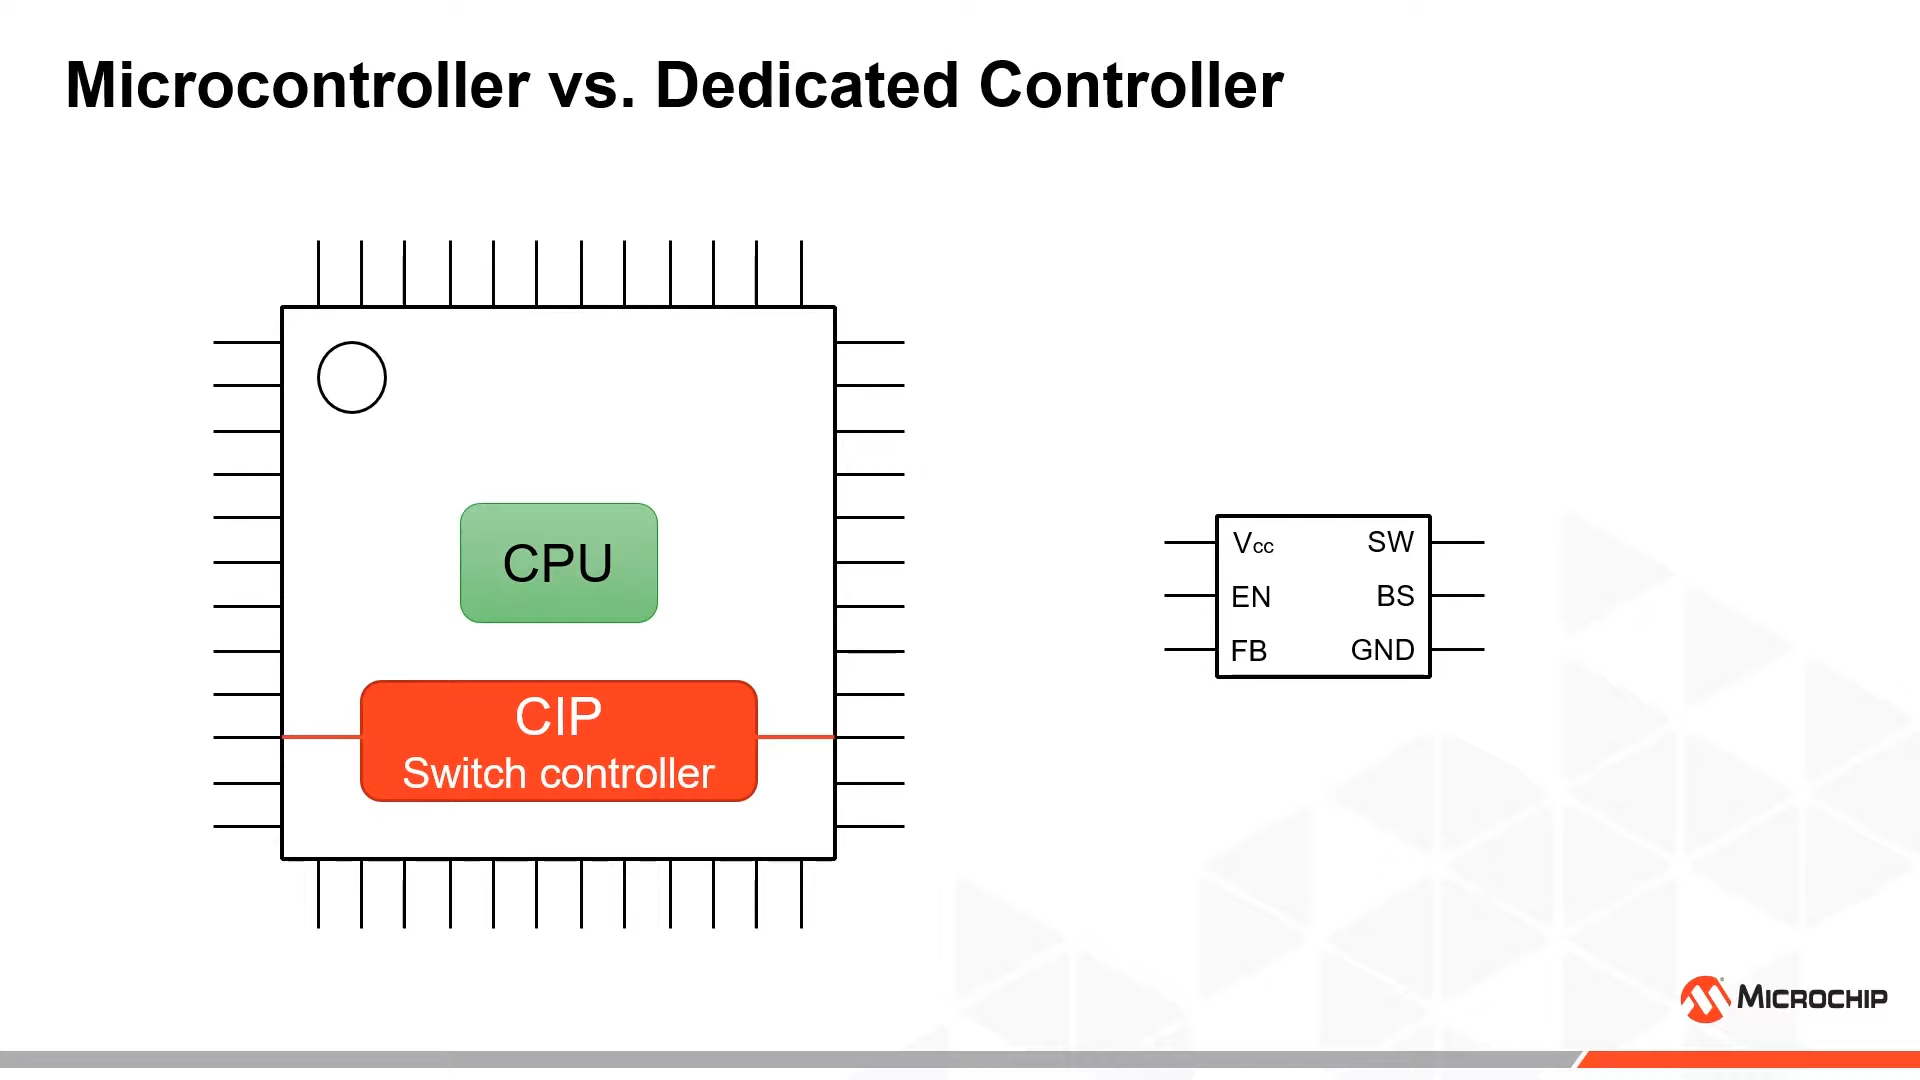 Microcontroller vs. Dedicated Controller
CPU
CIP
Switch controller
Vcc SW
EN BS
FB GND
MICROCHIP